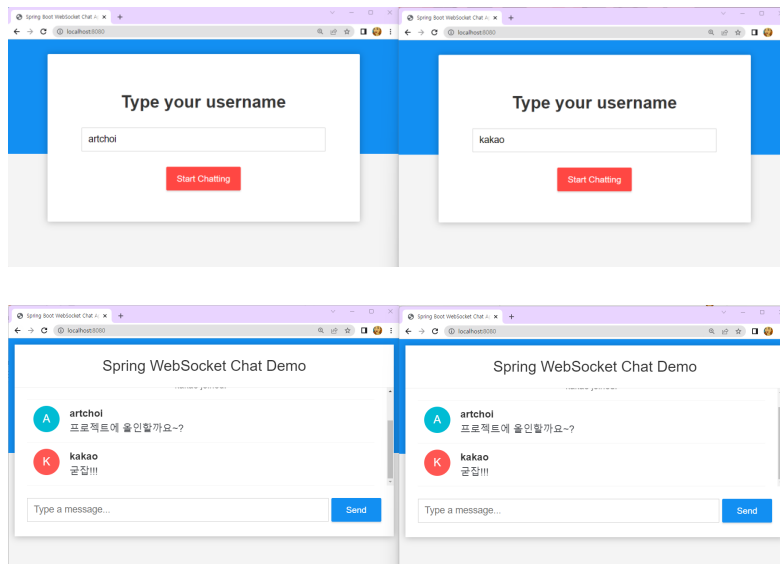 Spring Boot WebSocket Chat A
localhost:8080
Type your username
artchoi
Start Chatting
Spring Boot WebSocket Chat A
localhost:8080
Type your username
kakao
Start Chatting
Spring Boot WebSocket Chat A
localhost:8080
Spring WebSocket Chat Demo
kakao joined!
A
artchoi
프로젝트에 올인할까요~?
K
kakao
굳잡!!!
Type a message...
Send
Spring Boot WebSocket Chat A
localhost:8080
Spring WebSocket Chat Demo
kakao joined!
A
artchoi
프로젝트에 올인할까요~?
K
kakao
굳잡!!!
Type a message...
Send